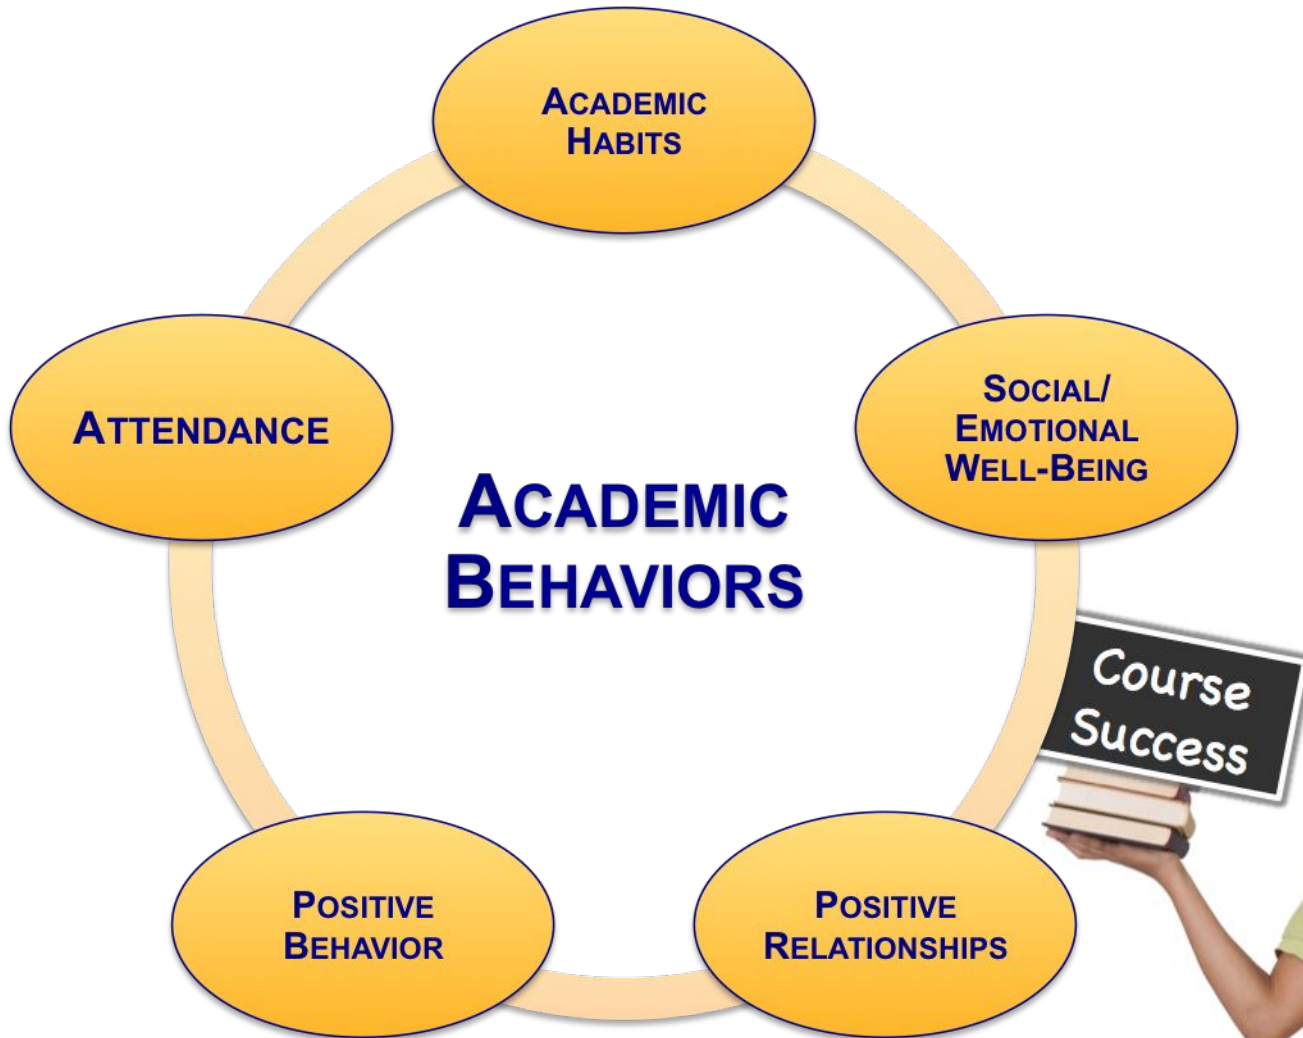 ACADEMIC
HABITS
SOCIAL/
EMOTIONAL
WELL-BEING
ATTENDANCE
ACADEMIC
BEHAVIORS
Course
Success
POSITIVE
BEHAVIOR
POSITIVE
RELATIONSHIPS